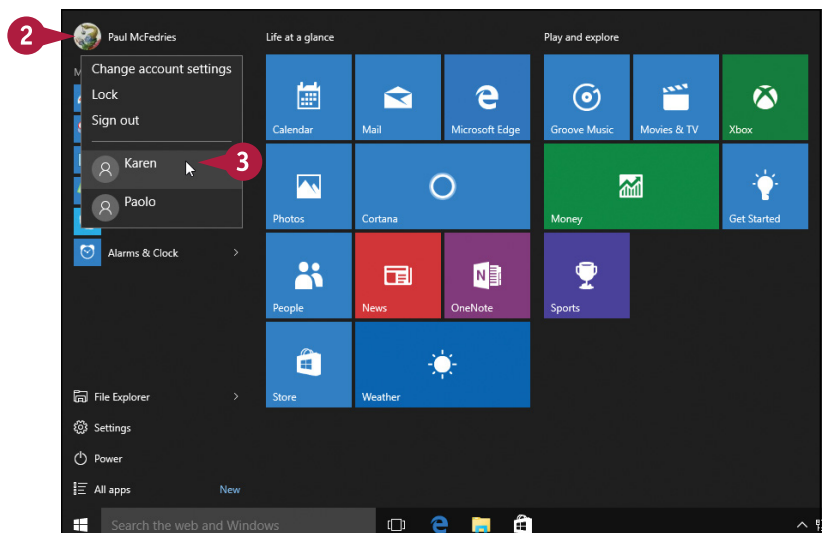 2
Paul McFedries
Life at a glance
Play and explore
M
Change account settings
Lock
Sign out
Karen
3
Paolo
Alarms & Clock
File Explorer
Settings
Power
All apps
New
Calendar
Mail
Microsoft Edge
Groove Music
Movies & TV
Xbox
Photos
Cortana
Money
Get Started
People
News
OneNote
N
Sports
Store
Weather
Search the web and Windows